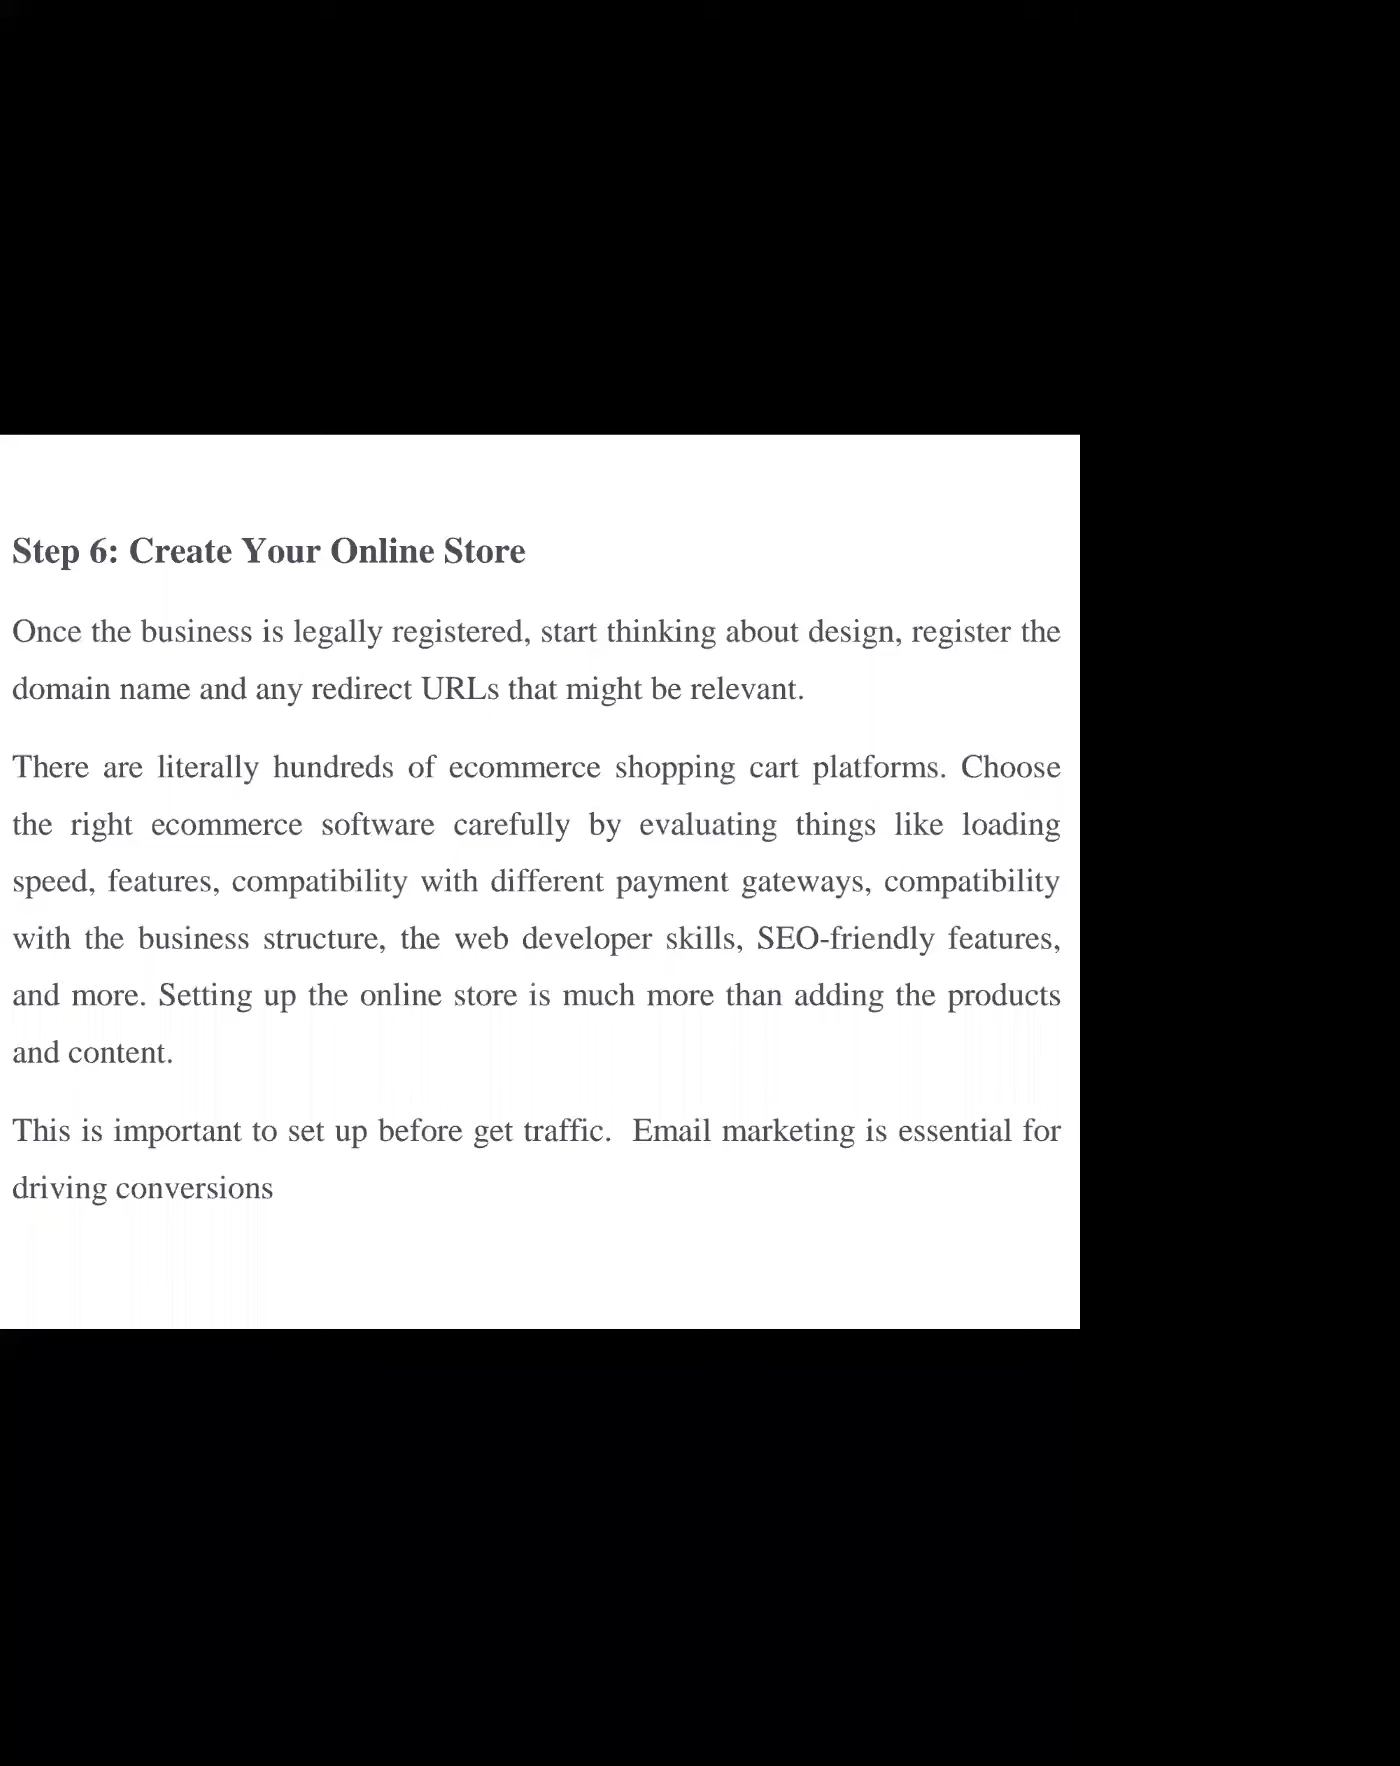 Step 6: Create Your Online Store
Once the business is legally registered, start thinking about design, register the
domain name and any redirect URLs that might be relevant.
There are literally hundreds of ecommerce shopping cart platforms. Choose
the right ecommerce software carefully by evaluating things like loading
speed, features, compatibility with different payment gateways, compatibility
with the business structure, the web developer skills, SEO-friendly features,
and more. Setting up the online store is much more than adding the products
and content.
This is important to set up before get traffic.  Email marketing is essential for
driving conversions